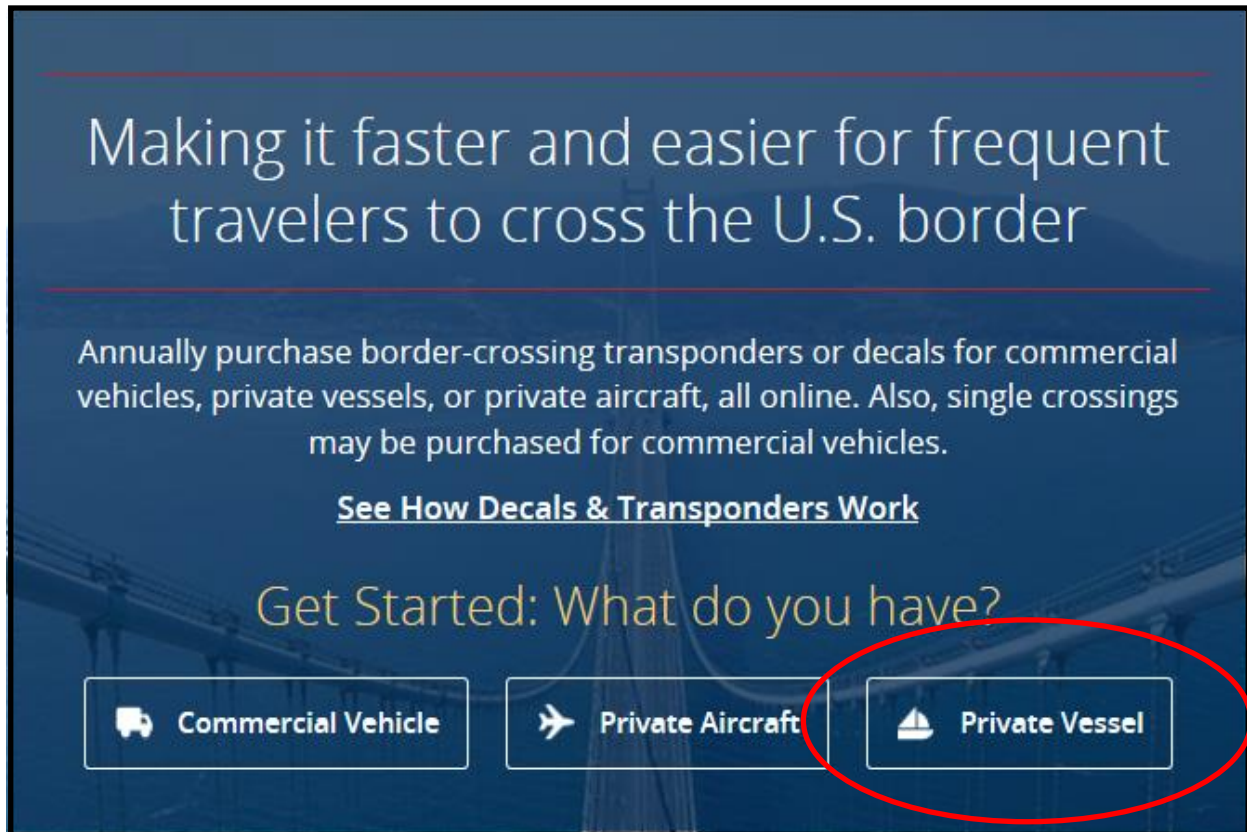 Making it faster and easier for frequent
travelers to cross the U.S. border
Annually purchase border-crossing transponders or decals for commercial
vehicles, private vessels, or private aircraft, all online. Also, single crossings
may be purchased for commercial vehicles.
See How Decals & Transponders Work
Get Started: What do you have?
Commercial Vehicle
Private Aircraft
Private Vessel